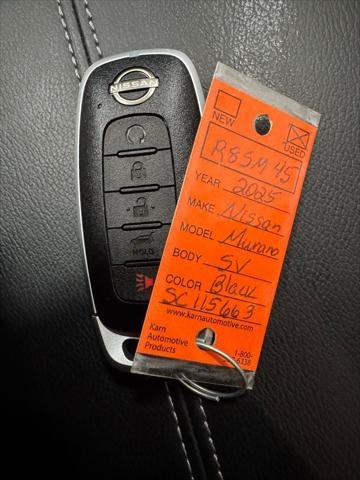 NISSAN
HOLD
NEW
USED
R8SM45
YEAR 2025
MAKE Nissan
MODEL Murano
BODY SV
COLOR Black
SC115663
www.karnautomotive.com
Karn
Automotive
Products
1-800-